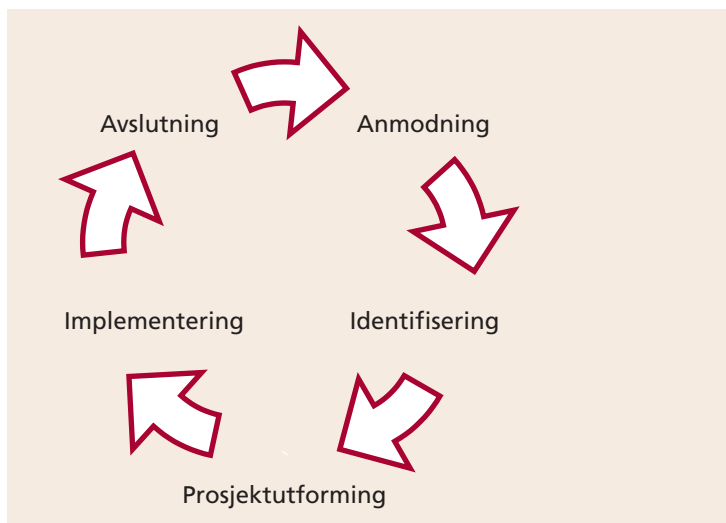 Avslutning
Anmodning
Implementering
Identifisering
Prosjektutforming